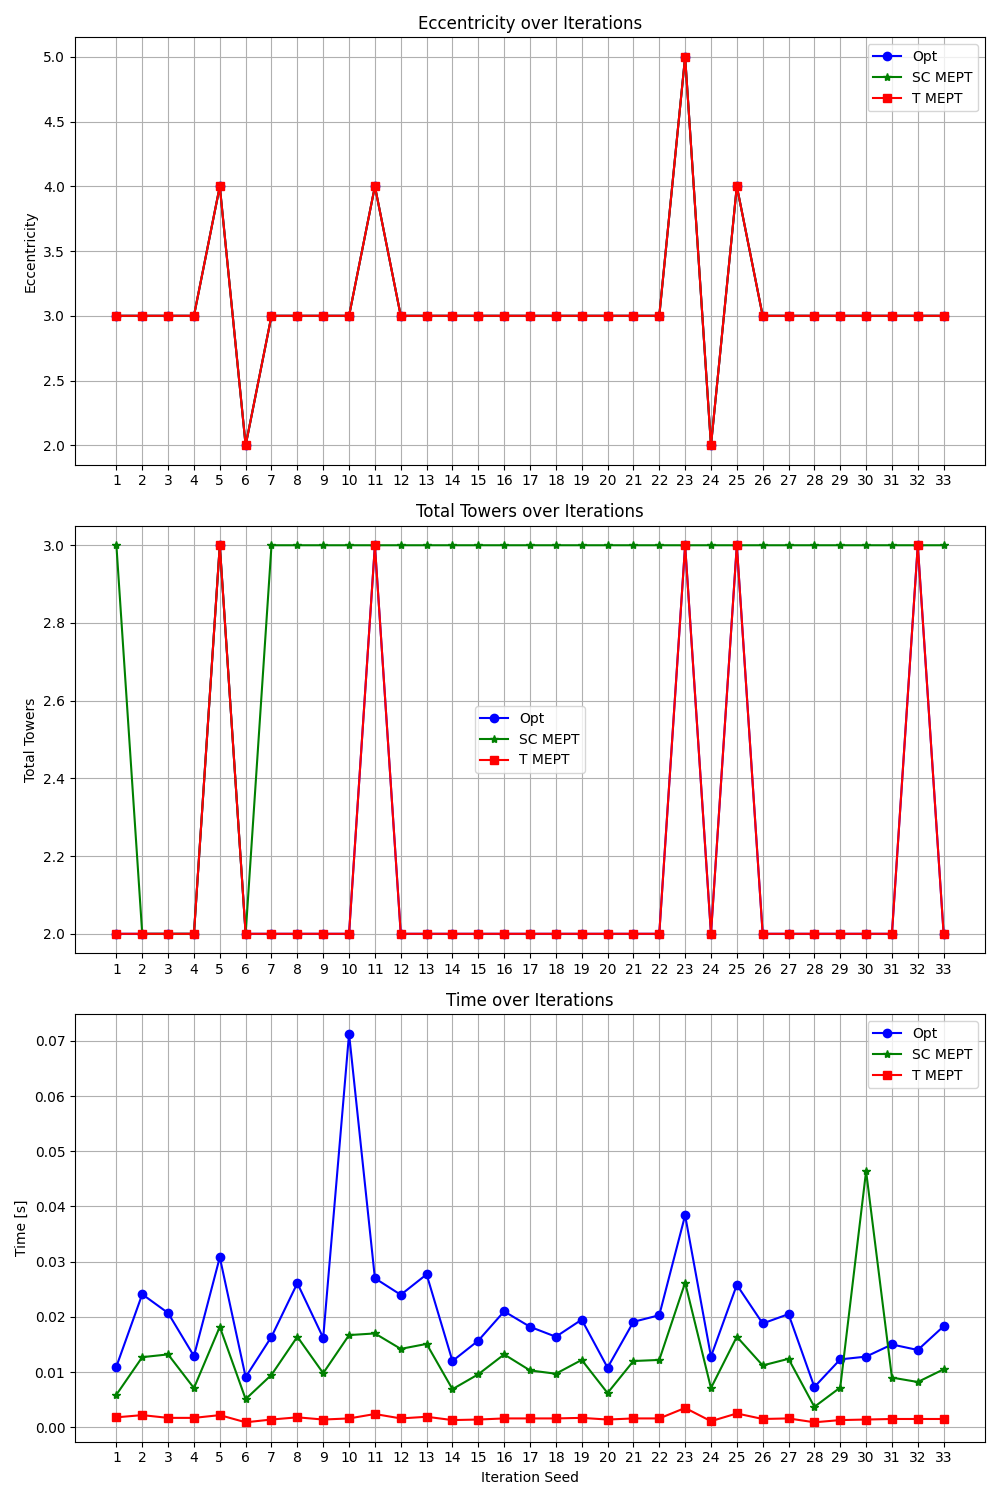 Eccentricity over Iterations
5.0
4.5
4.0
3.5
3.0
2.5
2.0
Eccentricity
Opt
SC MEPT
T MEPT
1 2 3 4 5 6 7 8 9 10 11 12 13 14 15 16 17 18 19 20 21 22 23 24 25 26 27 28 29 30 31 32 33
Total Towers over Iterations
3.0
2.8
2.6
2.4
2.2
2.0
Total Towers
Opt
SC MEPT
T MEPT
1 2 3 4 5 6 7 8 9 10 11 12 13 14 15 16 17 18 19 20 21 22 23 24 25 26 27 28 29 30 31 32 33
Time over Iterations
0.07
0.06
0.05
0.04
0.03
0.02
0.01
0.00
Time [s]
Opt
SC MEPT
T MEPT
1 2 3 4 5 6 7 8 9 10 11 12 13 14 15 16 17 18 19 20 21 22 23 24 25 26 27 28 29 30 31 32 33
Iteration Seed